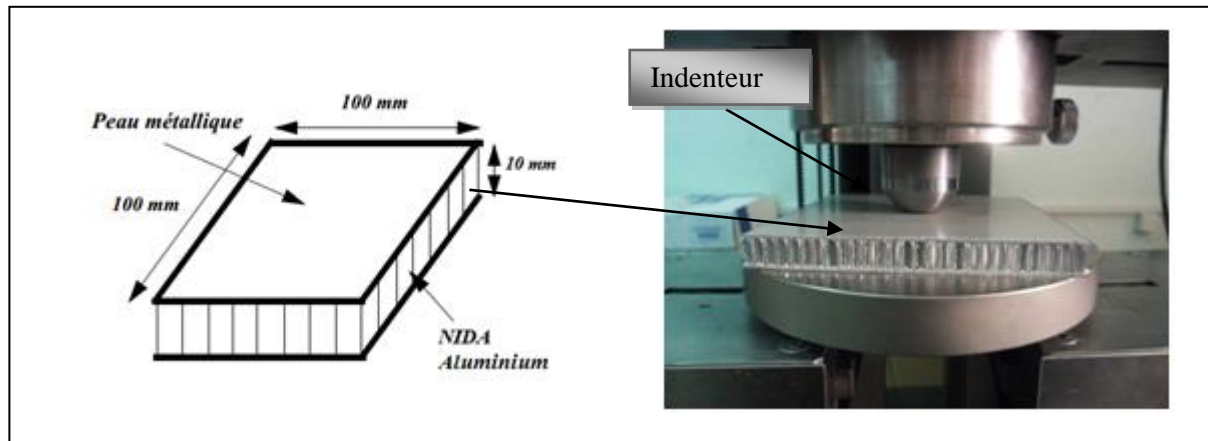 100 mm
Peau métallique
10 mm
100 mm
NIDA
Aluminium
Indenteur